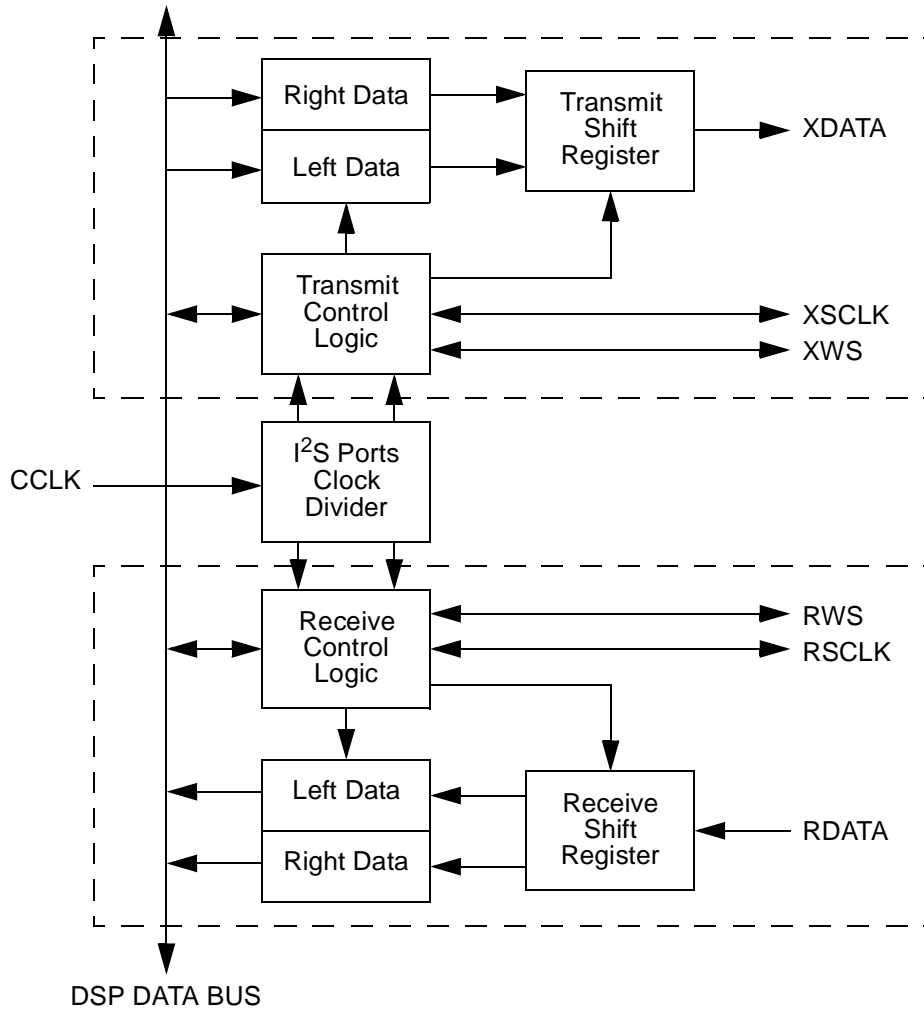 Right Data
Left Data
Transmit
Shift
Register
XDATA
Transmit
Control
Logic
XSCLK
XWS
CCLK
I²S Ports
Clock
Divider
Receive
Control
Logic
RWS
RSCLK
Left Data
Right Data
Receive
Shift
Register
RDATA
DSP DATA BUS